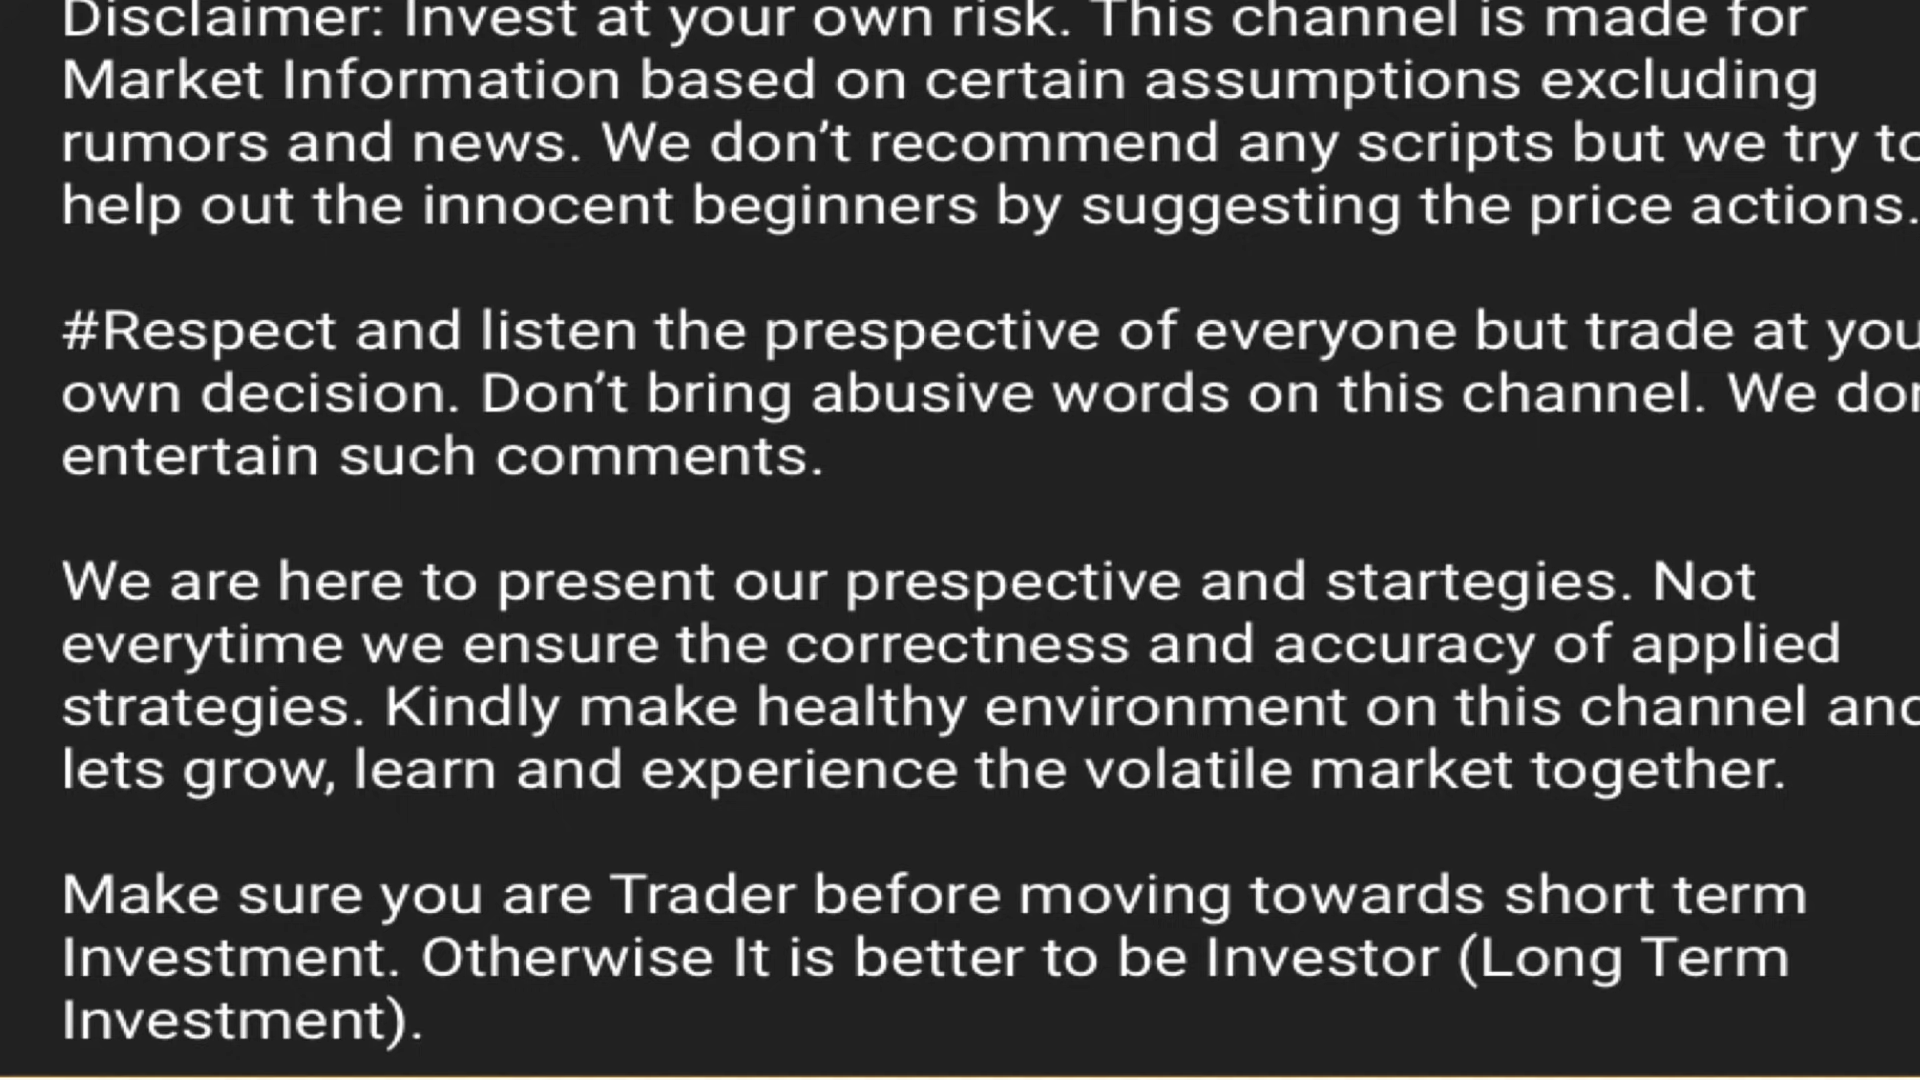 Disclaimer: Invest at your own risk. This channel is made for
Market Information based on certain assumptions excluding
rumors and news. We don’t recommend any scripts but we try to
help out the innocent beginners by suggesting the price actions.
#Respect and listen the prespective of everyone but trade at you
own decision. Don’t bring abusive words on this channel. We don
entertain such comments.
We are here to present our prespective and startegies. Not
everytime we ensure the correctness and accuracy of applied
strategies. Kindly make healthy environment on this channel and
lets grow, learn and experience the volatile market together.
Make sure you are Trader before moving towards short term
Investment. Otherwise It is better to be Investor (Long Term
Investment).